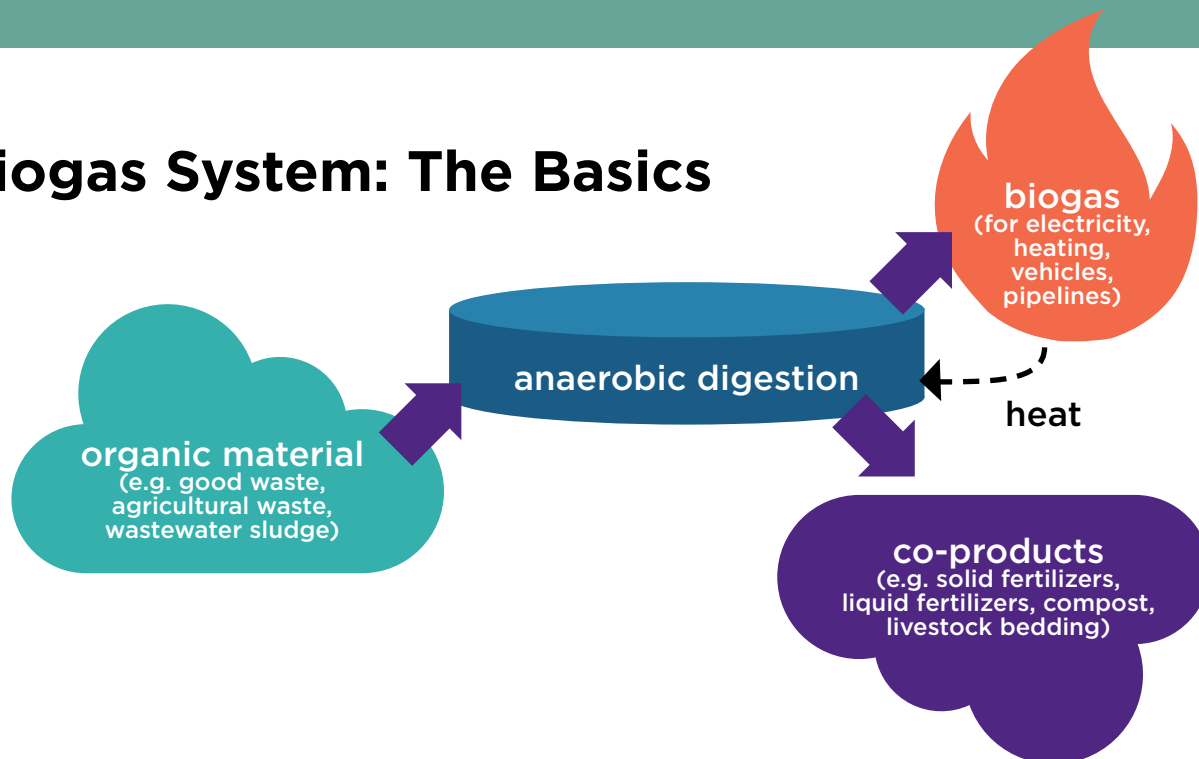 iogas System: The Basics
biogas
(for electricity,
heating,
vehicles,
pipelines)
anaerobic digestion
heat
organic material
(e.g. good waste,
agricultural waste,
wastewater sludge)
co-products
(e.g. solid fertilizers,
liquid fertilizers, compost,
livestock bedding)